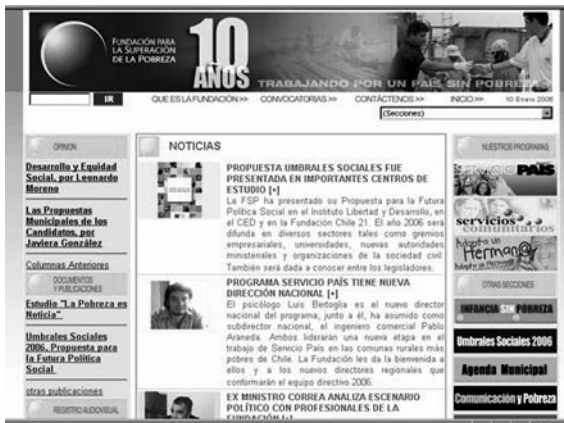 FUNDACIÓN PARA
LA SUPERACIÓN
DE LA POBREZA
10
AÑOS
TRABAJANDO POR UN PAIS SIN POBREZA
IR
QUE ES LA FUNDACIÓN >>
CONVOCATORIAS >>
CONTÁCTENOS >>
INICIO >>
10·Enero 2006
(Secciones)
OPINION
Desarrollo y Equidad
Social, por Leonardo
Moreno
Las Propuestas
Municipales de los
Candidatos, por
Javiera González
Columnas Anteriores
DOCUMENTOS
Y PUBLICACIONES
Estudio "La Pobreza es
Noticia"
Umbrales Sociales
2006, Propuesta para
la Futura Política
Social
otras publicaciones
REGISTRO AUDIOVISUAL
NOTICIAS
PROPUESTA UMBRALES SOCIALES FUE
PRESENTADA EN IMPORTANTES CENTROS DE
ESTUDIO [+]
La FSP ha presentado su Propuesta para la Futura
Política Social en el Instituto Libertad y Desarrollo, en
el CED y en la Fundación Chile 21. El año 2006 será
difunda en diversos sectores tales como gremios
empresariales, universidades, nuevas autoridades
ministeriales y organizaciones de la sociedad civil.
También será dada a conocer entre los legisladores.
PROGRAMA SERVICIO PAÍS TIENE NUEVA
DIRECCIÓN NACIONAL [+]
El psicólogo Luis Bertoglia es el nuevo director
nacional del programa, junto a él, ha asumido como
subdirector nacional, el ingeniero comercial Pablo
Araneda. Ambos liderarán una nueva etapa en el
trabajo de Servicio País en las comunas rurales más
pobres de Chile. La Fundación les da la bienvenida a
ellos y a los nuevos directores regionales que
conformarán el equipo directivo 2006.
EX MINISTRO CORREA ANALIZA ESCENARIO
POLÍTICO CON PROFESIONALES DE LA
FUNDACIÓN [+]
NUESTROS PROGRAMAS
SERVICIO PAÍS
servicios
comunitarios
Adopta un
Herman@
OTRAS SECCIONES
INFANCIA SIN POBREZA
Umbrales Sociales 2006
Agenda Municipal
Comunicación y Pobreza